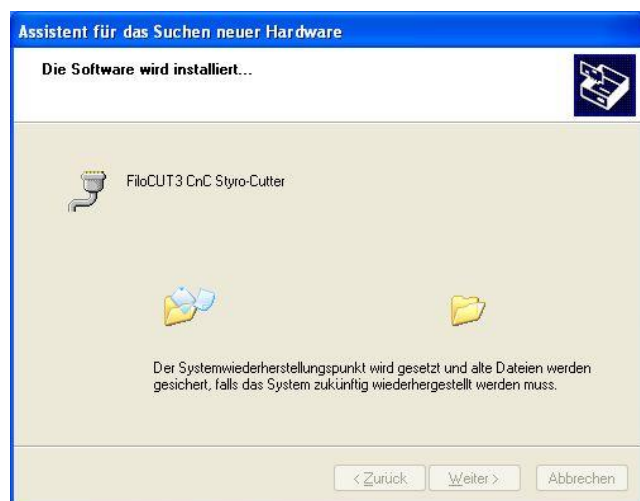 Assistent für das Suchen neuer Hardware
Die Software wird installiert...
FiloCUT3 CnC Styro-Cutter
Der Systemwiederherstellungspunkt wird gesetzt und alte Dateien werden
gesichert, falls das System zukünftig wiederhergestellt werden muss.
< Zurück Weiter > Abbrechen